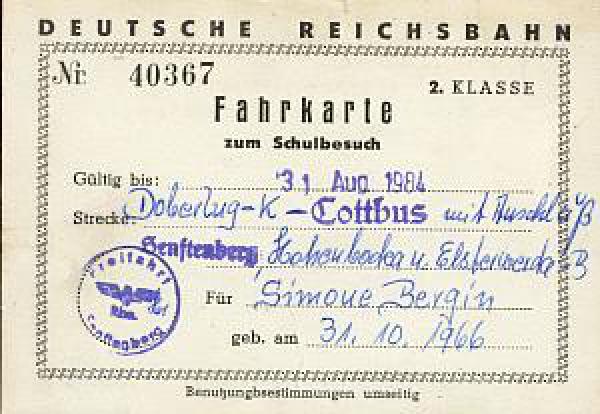 DEUTSCHE REICHSBAHN
Nr. 40367
2. KLASSE
Fahrkarte
zum Schulbesuch
Gültig bis: 31 Aug 1984
Strecke: Doberlug-K - Cottbus mit Anschluß
Senftenberg, Hohenbocka u. Elsterwerda B
Freifahrt
Senftenberg
Für Simone Bergin
geb. am 31. 10. 1966
Benutzungsbestimmungen umseitig